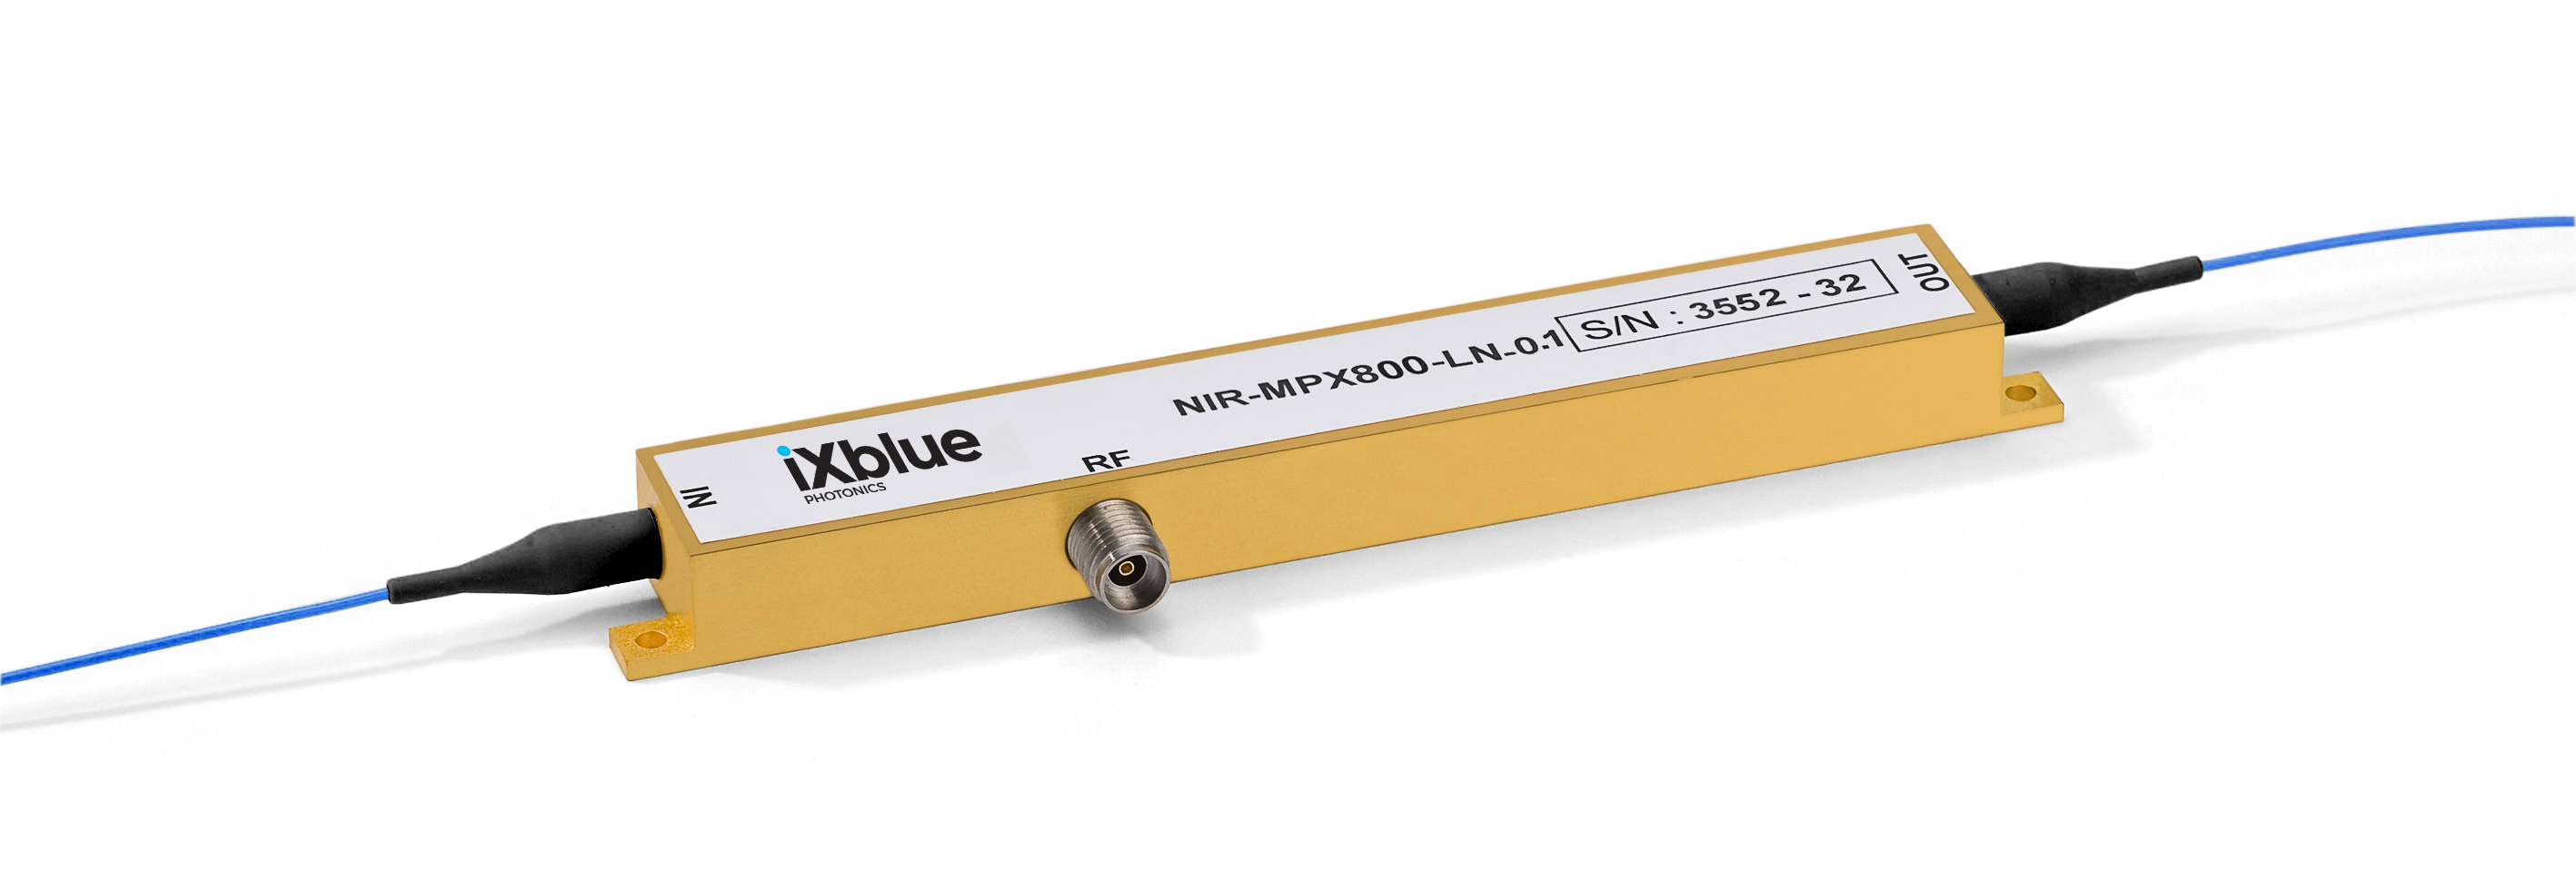 IN
iXblue
PHOTONICS
RF
NIR-MPX800-LN-0.1
S/N : 3552 - 32
OUT